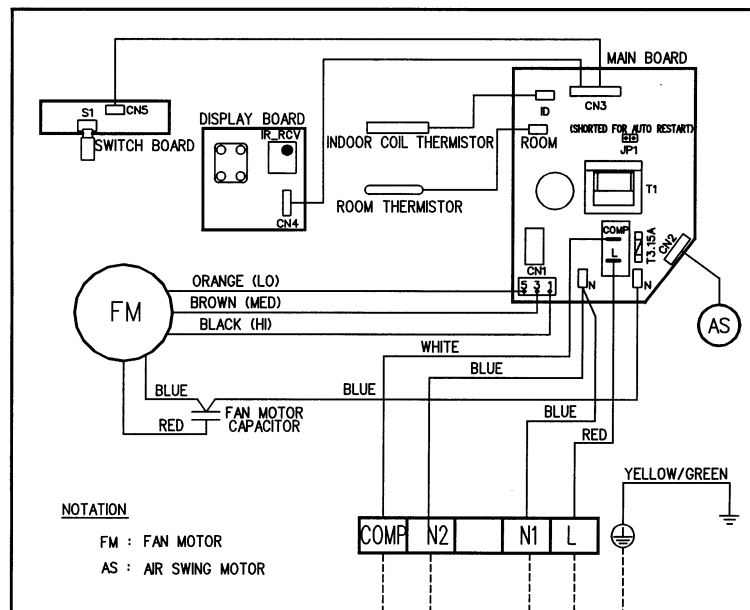 MAIN BOARD
CN5
S1
SWITCH BOARD
DISPLAY BOARD
IR_RCV
CN4
INDOOR COIL THERMISTOR
ROOM THERMISTOR
CN3
ID
(SHORTED FOR AUTO RESTART)
ROOM
JP1
T1
COMP
L
T3.15A
CN2
CN1
5 3 1
N
N
AS
FM
ORANGE (LO)
BROWN (MED)
BLACK (HI)
WHITE
BLUE
BLUE
BLUE
RED
FAN MOTOR
CAPACITOR
BLUE
RED
YELLOW/GREEN
COMP N2 N1 L
NOTATION
FM : FAN MOTOR
AS : AIR SWING MOTOR